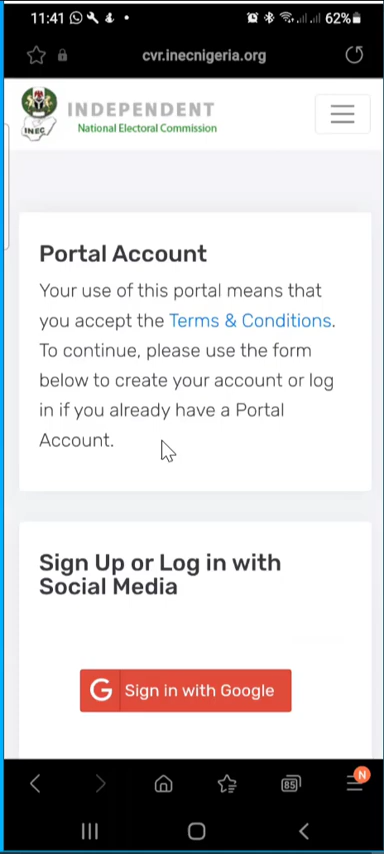 11:41
62%
cvr.inecnigeria.org
INDEPENDENT
National Electoral Commission
INEC
Portal Account
Your use of this portal means that
you accept the Terms & Conditions.
To continue, please use the form
below to create your account or log
in if you already have a Portal
Account.
Sign Up or Log in with
Social Media
G Sign in with Google
85
N